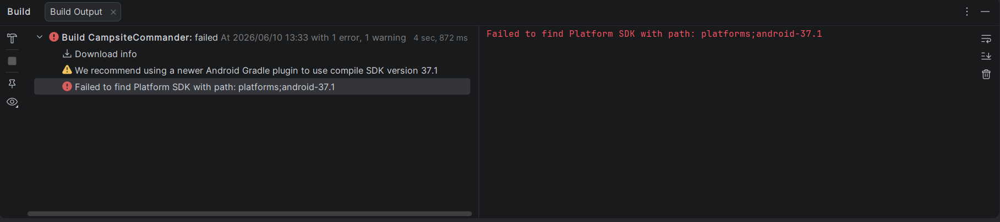 Build Build Output
Build CampsiteCommander: failed At 2026/06/10 13:33 with 1 error, 1 warning 4 sec, 872 ms
Download info
We recommend using a newer Android Gradle plugin to use compile SDK version 37.1
Failed to find Platform SDK with path: platforms;android-37.1
Failed to find Platform SDK with path: platforms;android-37.1